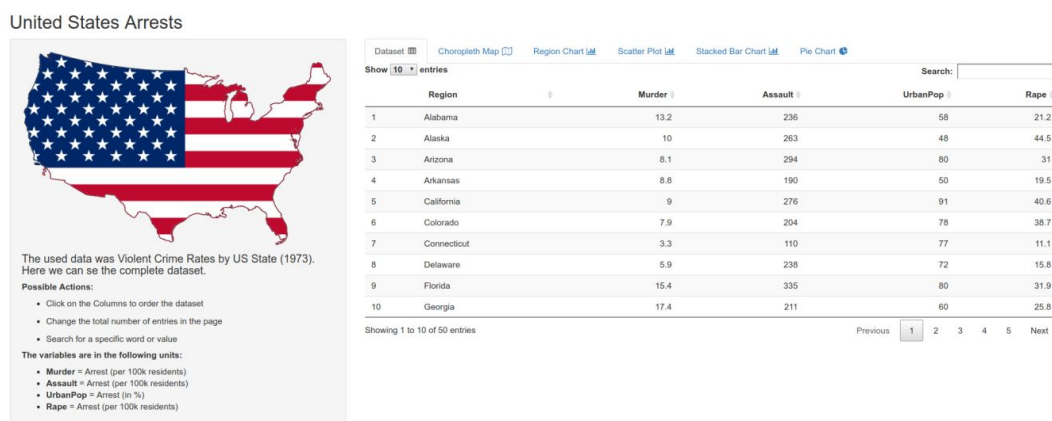 United States Arrests
The used data was Violent Crime Rates by US State (1973).
Here we can se the complete dataset.
Possible Actions:
• Click on the Columns to order the dataset
• Change the total number of entries in the page
• Search for a specific word or value
The variables are in the following units:
• Murder = Arrest (per 100k residents)
• Assault = Arrest (per 100k residents)
• UrbanPop = Arrest (in %)
• Rape = Arrest (per 100k residents)
Dataset Choropleth Map Region Chart Scatter Plot Stacked Bar Chart Pie Chart
Show 10 entries Search:
Region Murder Assault UrbanPop Rape
1 Alabama 13.2 236 58 21.2
2 Alaska 10 263 48 44.5
3 Arizona 8.1 294 80 31
4 Arkansas 8.8 190 50 19.5
5 California 9 276 91 40.6
6 Colorado 7.9 204 78 38.7
7 Connecticut 3.3 110 77 11.1
8 Delaware 5.9 238 72 15.8
9 Florida 15.4 335 80 31.9
10 Georgia 17.4 211 60 25.8
Showing 1 to 10 of 50 entries Previous 1 2 3 4 5 Next